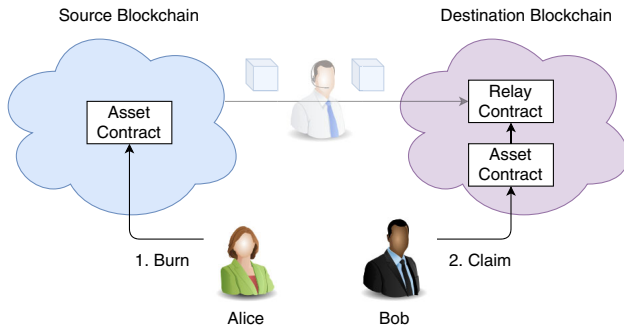 Source Blockchain
Destination Blockchain
Asset
Contract
Relay
Contract
Asset
Contract
1. Burn
2. Claim
Alice
Bob